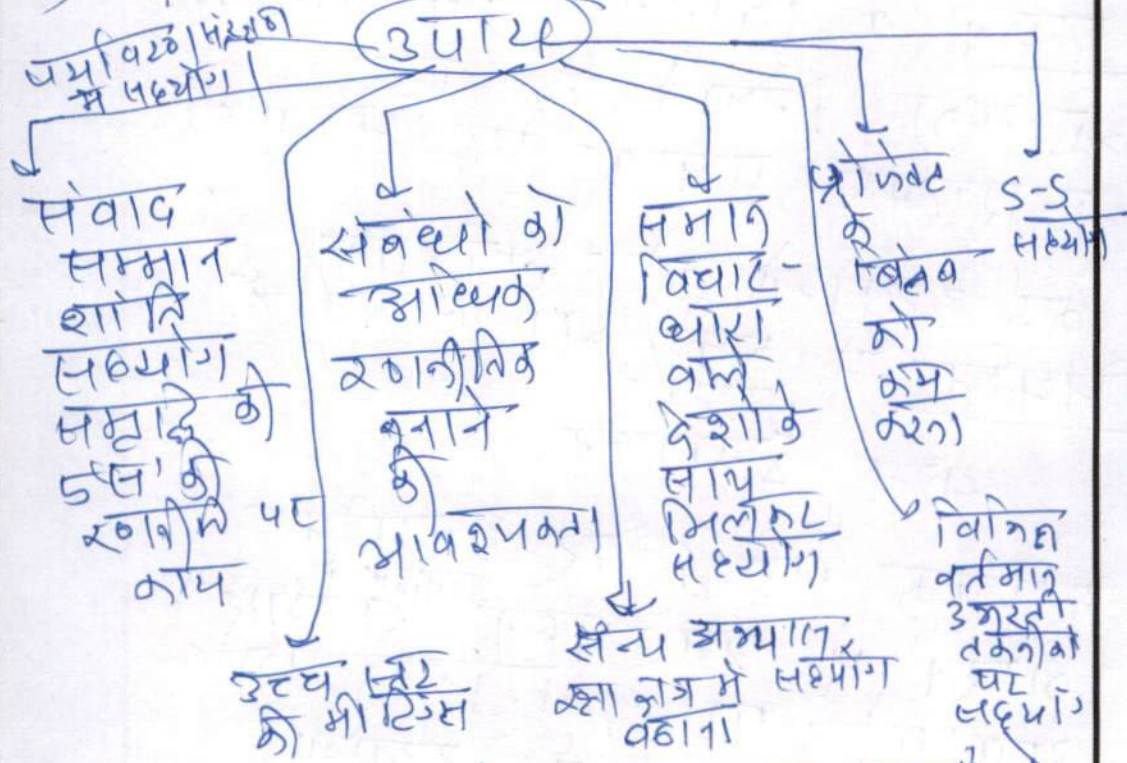 उपाय
पर्यावरण संरक्षण
में सहयोग
संवाद
सम्मान
शांति
सहयोग
समृद्धि की
5 'स' की
रणनीति पर
कार्य
उच्च स्तर
की मीटिंग्स
संबंधो को
अधिक
रणनीतिक
बनाने
की
आवश्यकता
सैन्य अभ्यास,
रक्षा क्षेत्र में सहयोग
बढ़ाना
समान
विचार-
धारा
वाले
देशो के
साथ
मिलकर
सहयोग
प्रोजेक्ट
के
विलंब
को
कम
करना
विभिन्न
वर्तमान
उभरती
तकनीको
पर
सहयोग
S-S
सहयोग